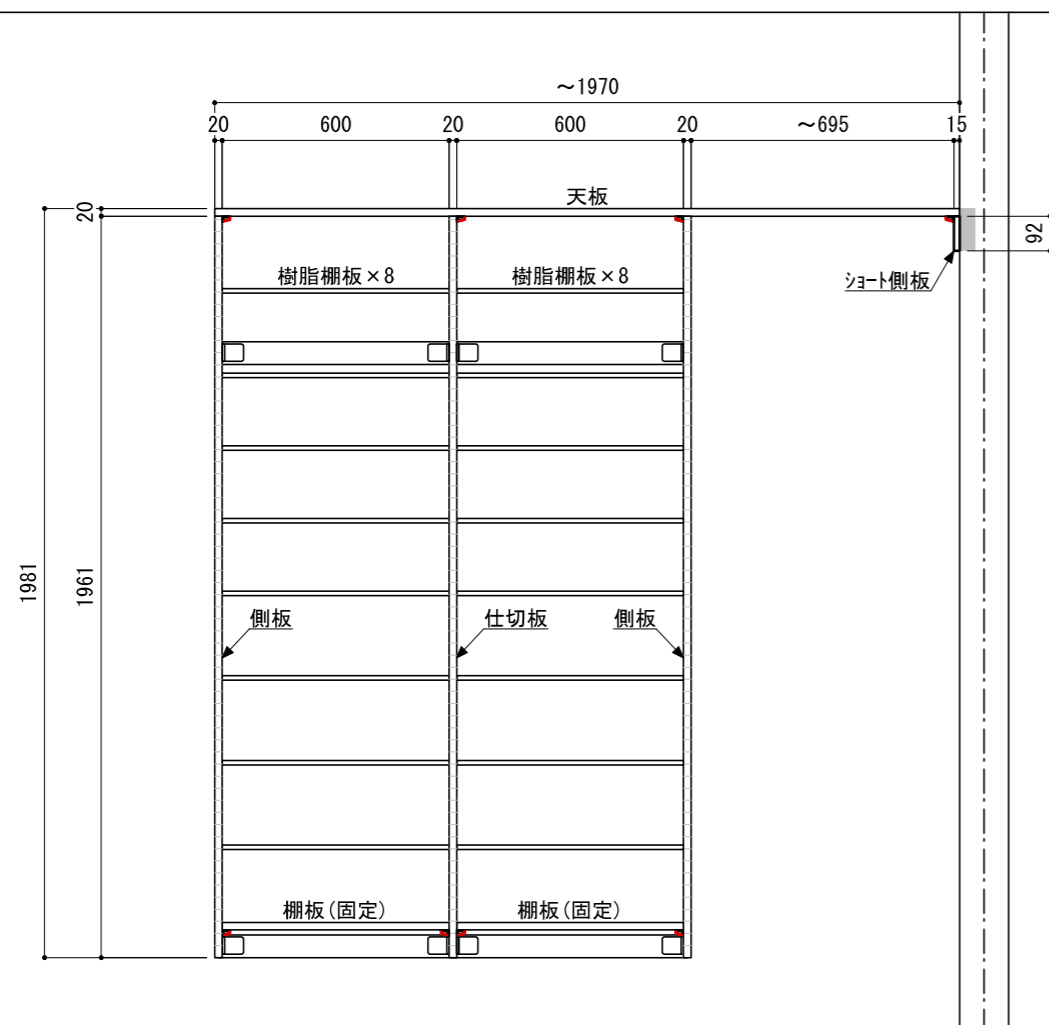 ～1970
20 600 20 600 20 ～695 15
天板
20
92
樹脂棚板×8 樹脂棚板×8
ｼｮｰﾄ側板
1981
1961
側板 仕切板 側板
棚板(固定) 棚板(固定)